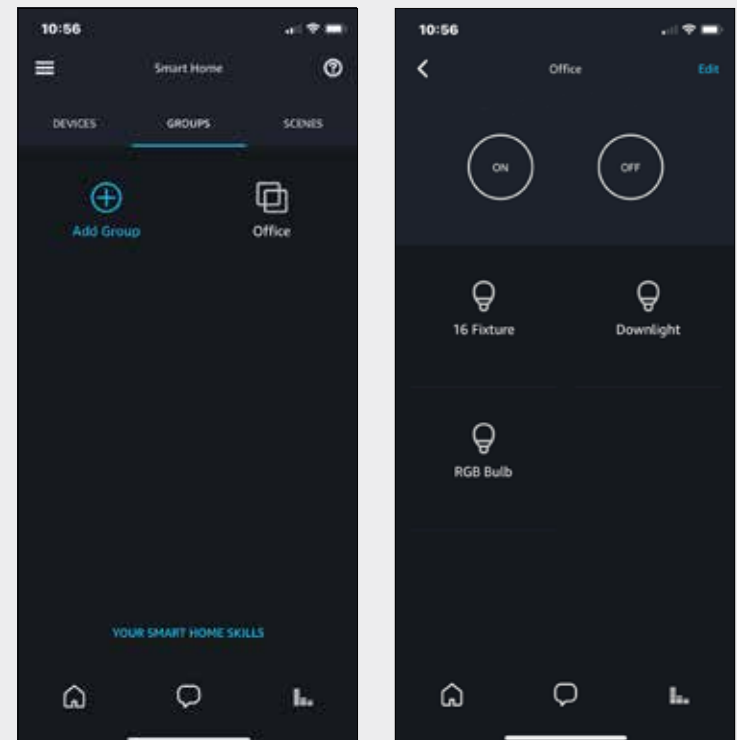 10:56
Smart Home
DEVICES GROUPS SCENES
Add Group Office
YOUR SMART HOME SKILLS
10:56
Office Edit
ON OFF
16 Fixture Downlight
RGB Bulb